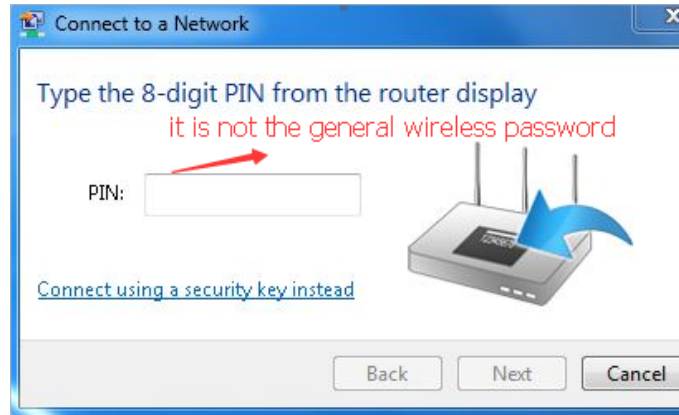 Connect to a Network
X
Type the 8-digit PIN from the router display
it is not the general wireless password
PIN:
12345670
Connect using a security key instead
Back
Next
Cancel